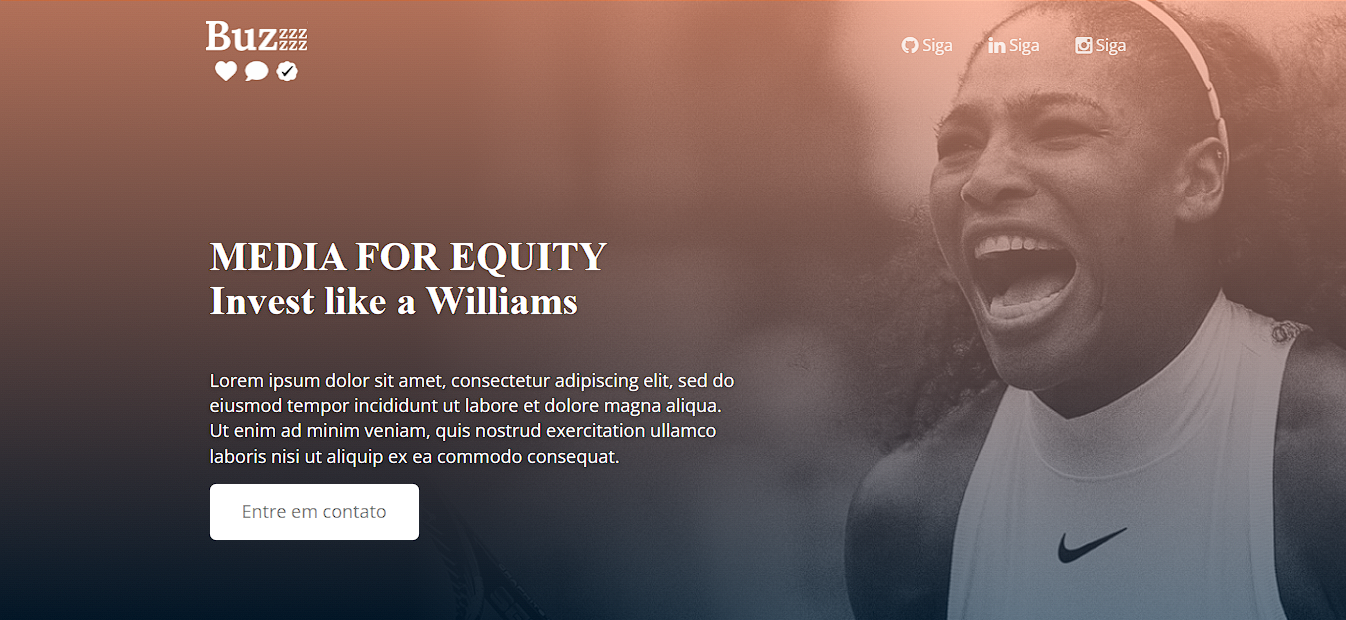 Buzzzz
zzz
Siga Siga Siga
MEDIA FOR EQUITY
Invest like a Williams
Lorem ipsum dolor sit amet, consectetur adipiscing elit, sed do
eiusmod tempor incididunt ut labore et dolore magna aliqua.
Ut enim ad minim veniam, quis nostrud exercitation ullamco
laboris nisi ut aliquip ex ea commodo consequat.
Entre em contato